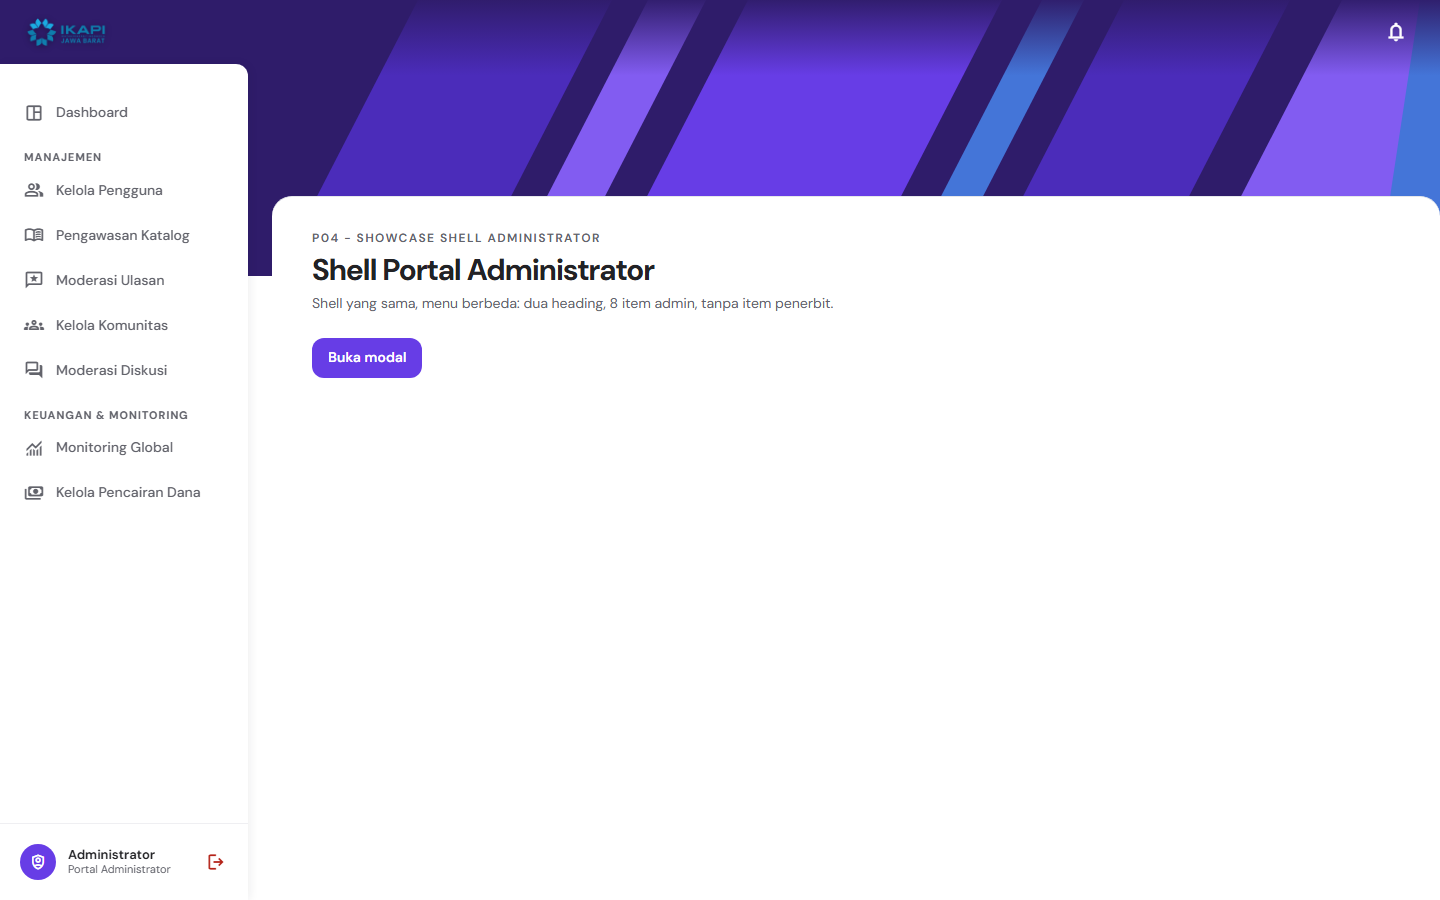 IKAPI
JAWA BARAT
Dashboard
MANAJEMEN
Kelola Pengguna
Pengawasan Katalog
Moderasi Ulasan
Kelola Komunitas
Moderasi Diskusi
KEUANGAN & MONITORING
Monitoring Global
Kelola Pencairan Dana
Administrator
Portal Administrator
P04 - SHOWCASE SHELL ADMINISTRATOR
Shell Portal Administrator
Shell yang sama, menu berbeda: dua heading, 8 item admin, tanpa item penerbit.
Buka modal